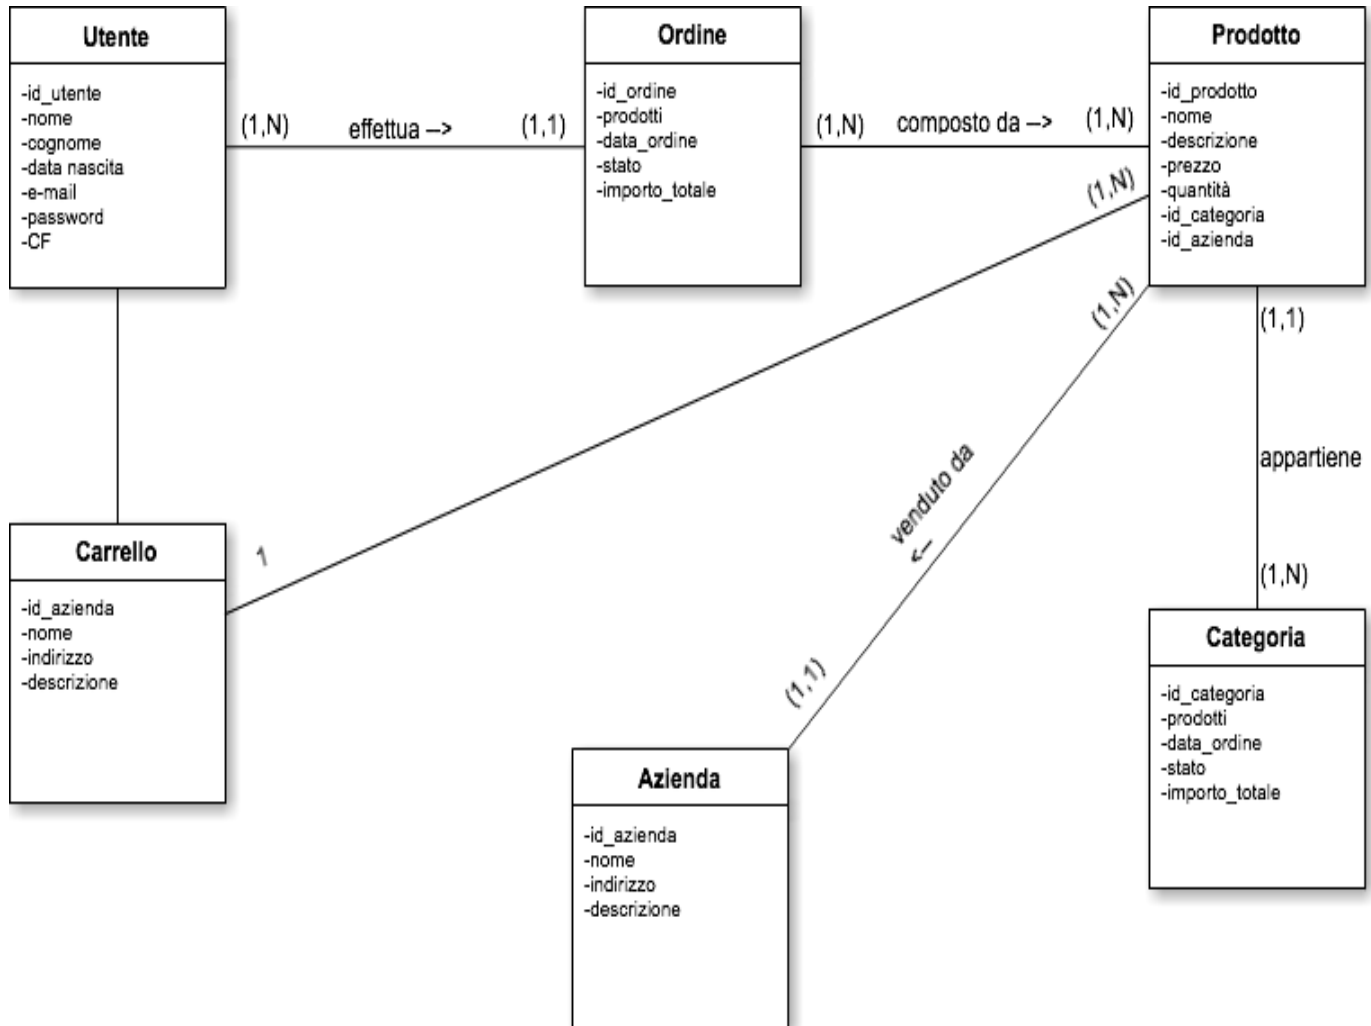 Utente
-id_utente
-nome
-cognome
-data nascita
-e-mail
-password
-CF
(1,N)
effettua –>
(1,1)
Ordine
-id_ordine
-prodotti
-data_ordine
-stato
-importo_totale
(1,N)
composto da –>
(1,N)
Prodotto
-id_prodotto
-nome
-descrizione
-prezzo
-quantità
-id_categoria
-id_azienda
(1,N)
(1,N)
(1,1)
appartiene
(1,N)
venduto da
<–
(1,1)
1
Carrello
-id_azienda
-nome
-indirizzo
-descrizione
Azienda
-id_azienda
-nome
-indirizzo
-descrizione
Categoria
-id_categoria
-prodotti
-data_ordine
-stato
-importo_totale